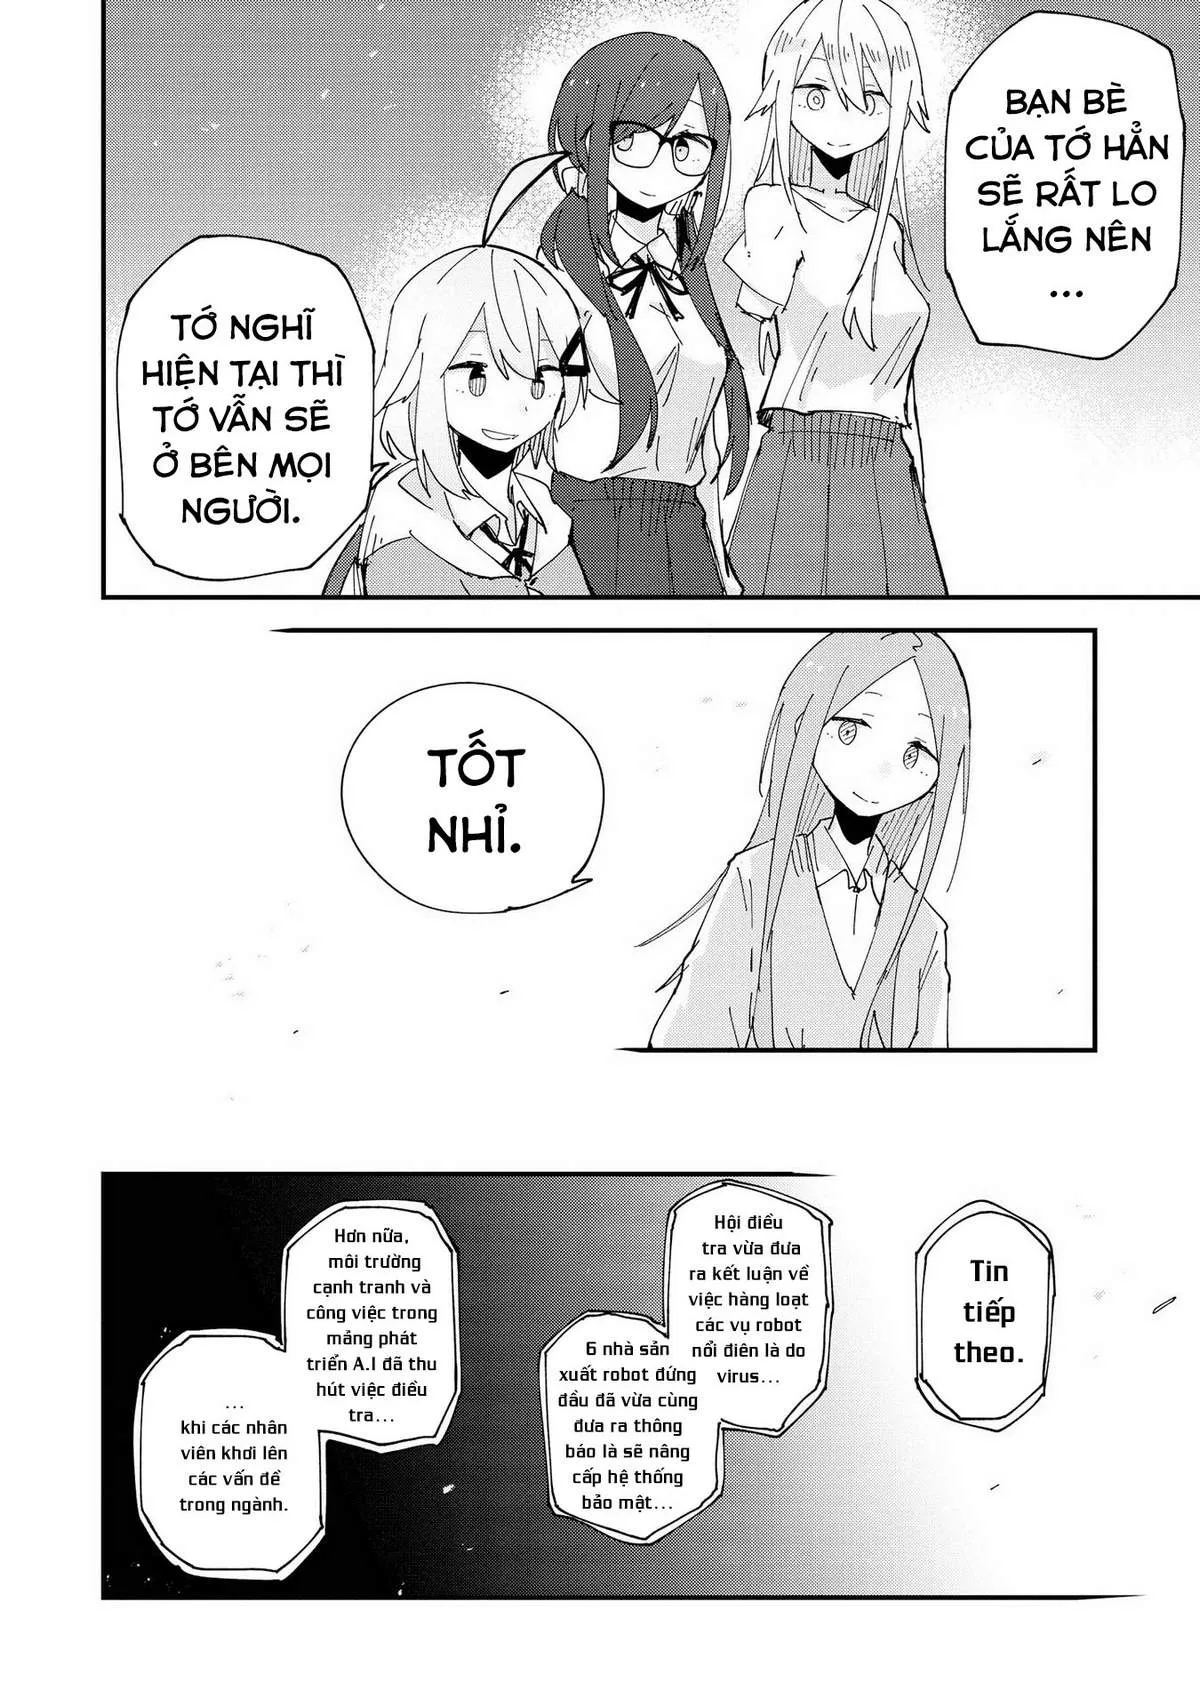 BẠN BÈ
CỦA TỚ HẲN
SẼ RẤT LO
LẮNG NÊN
...
TỚ NGHĨ
HIỆN TẠI THÌ
TỚ VẪN SẼ
Ở BÊN MỌI
NGƯỜI.
TỐT
NHỈ.
Tin
tiếp
theo.
Hội điều
tra vừa đưa
ra kết luận về
việc hàng loạt
các vụ robot
nổi điên là do
virus...
6 nhà sản
xuất robot đứng
đầu đã vừa cùng
đưa ra thông
báo là sẽ nâng
cấp hệ thống
bảo mật...
Hơn nữa,
môi trường
cạnh tranh và
công việc trong
mảng phát
triển A.I đã thu
hút việc điều
tra...
...
khi các nhân
viên khơi lên
các vấn đề
trong ngành.